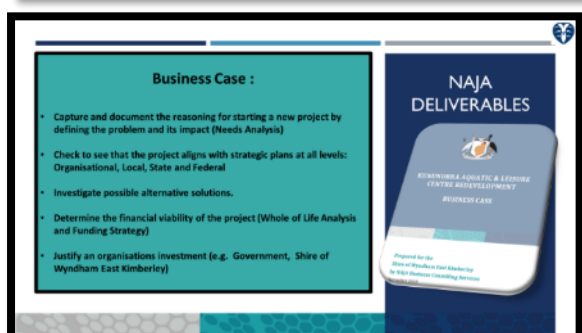 Business Case :
• Capture and document the reasoning for starting a new project by
defining the problem and its impact (Needs Analysis)
• Check to see that the project aligns with strategic plans at all levels:
Organisational, Local, State and Federal
• Investigate possible alternative solutions.
• Determine the financial viability of the project (Whole of Life Analysis
and Funding Strategy)
• Justify an organisations investment (e.g. Government, Shire of
Wyndham East Kimberley)
NAJA
DELIVERABLES
KUNUNURRA AQUATIC & LEISURE
CENTRE REDEVELOPMENT
BUSINESS CASE
Prepared for the
Shire of Wyndham East Kimberley
by NAJA Business Consulting Services